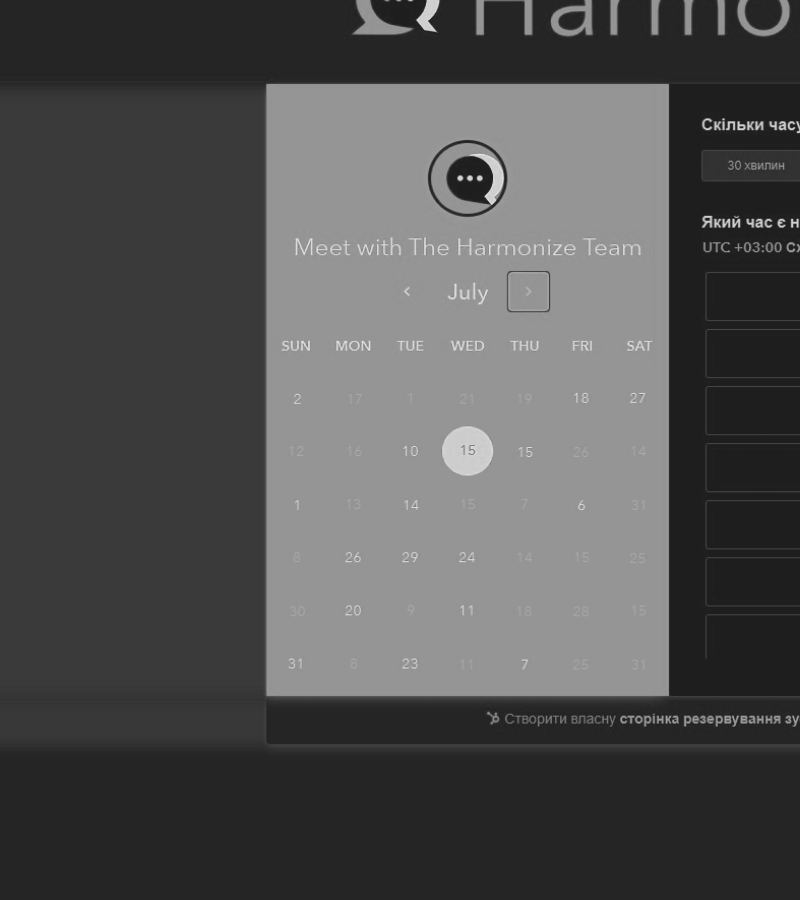 Harmo
Meet with The Harmonize Team
July
SUN MON TUE WED THU FRI SAT
2 17 1 21 19 18 27
12 16 10 15 15 26 14
1 13 14 15 7 6 31
8 26 29 24 14 15 25
30 20 9 11 18 28 15
31 8 23 11 7 25 31
Скільки часу
30 хвилин
Який час є н
UTC +03:00 Сх
Створити власну сторінка резервування зу